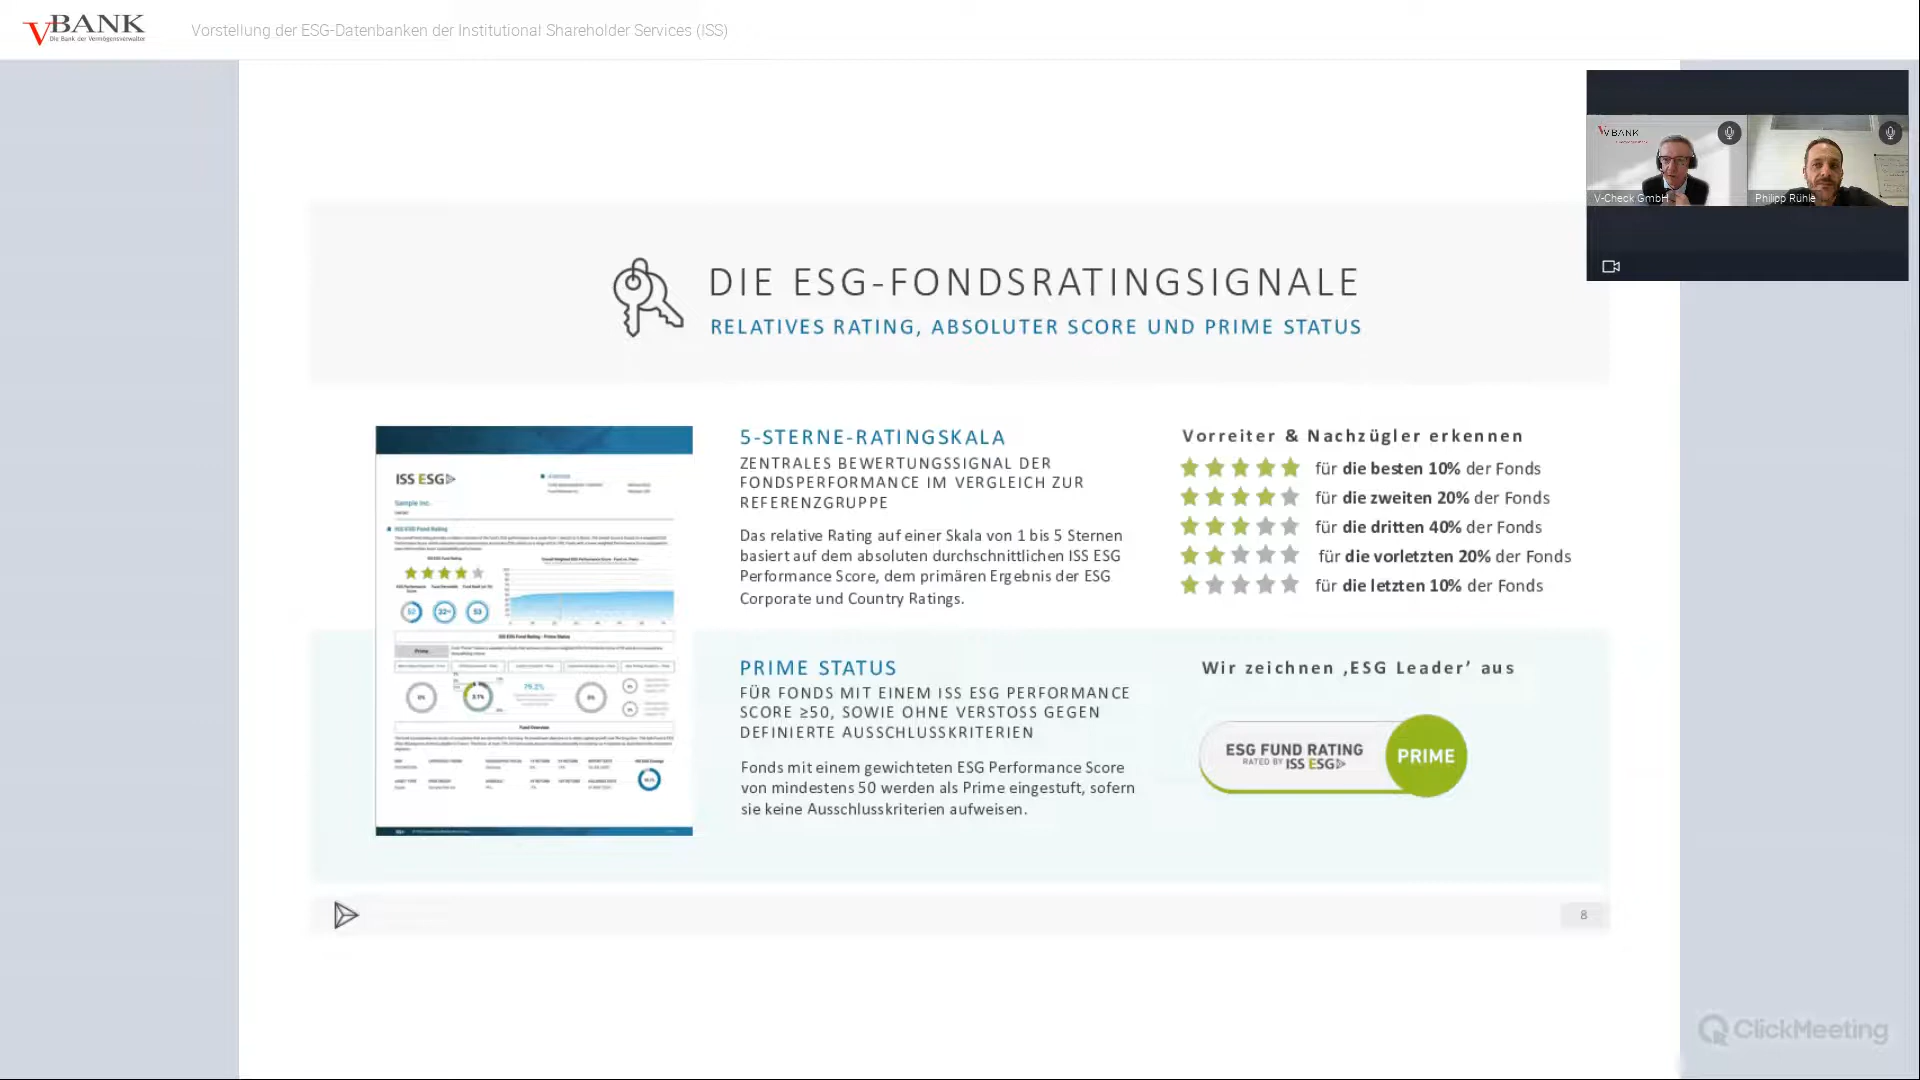 VBANK
Die Bank der Vermögensverwalter
Vorstellung der ESG-Datenbanken der Institutional Shareholder Services (ISS)
VBANK
V-Check GmbH
Philipp Rühle
DIE ESG-FONDSRATINGSIGNALE
RELATIVES RATING, ABSOLUTER SCORE UND PRIME STATUS
ISS ESG
Sample Inc.
ISS ESG Fund Rating
5-STERNE-RATINGSKALA
ZENTRALES BEWERTUNGSSIGNAL DER
FONDSPERFORMANCE IM VERGLEICH ZUR
REFERENZGRUPPE
Das relative Rating auf einer Skala von 1 bis 5 Sternen
basiert auf dem absoluten durchschnittlichen ISS ESG
Performance Score, dem primären Ergebnis der ESG
Corporate und Country Ratings.
Vorreiter & Nachzügler erkennen
für die besten 10% der Fonds
für die zweiten 20% der Fonds
für die dritten 40% der Fonds
für die vorletzten 20% der Fonds
für die letzten 10% der Fonds
PRIME STATUS
FÜR FONDS MIT EINEM ISS ESG PERFORMANCE
SCORE ≥50, SOWIE OHNE VERSTOSS GEGEN
DEFINIERTE AUSSCHLUSSKRITERIEN
Fonds mit einem gewichteten ESG Performance Score
von mindestens 50 werden als Prime eingestuft, sofern
sie keine Ausschlusskriterien aufweisen.
Wir zeichnen ‚ESG Leader’ aus
ESG FUND RATING
RATED BY ISS ESG
PRIME
8
ClickMeeting